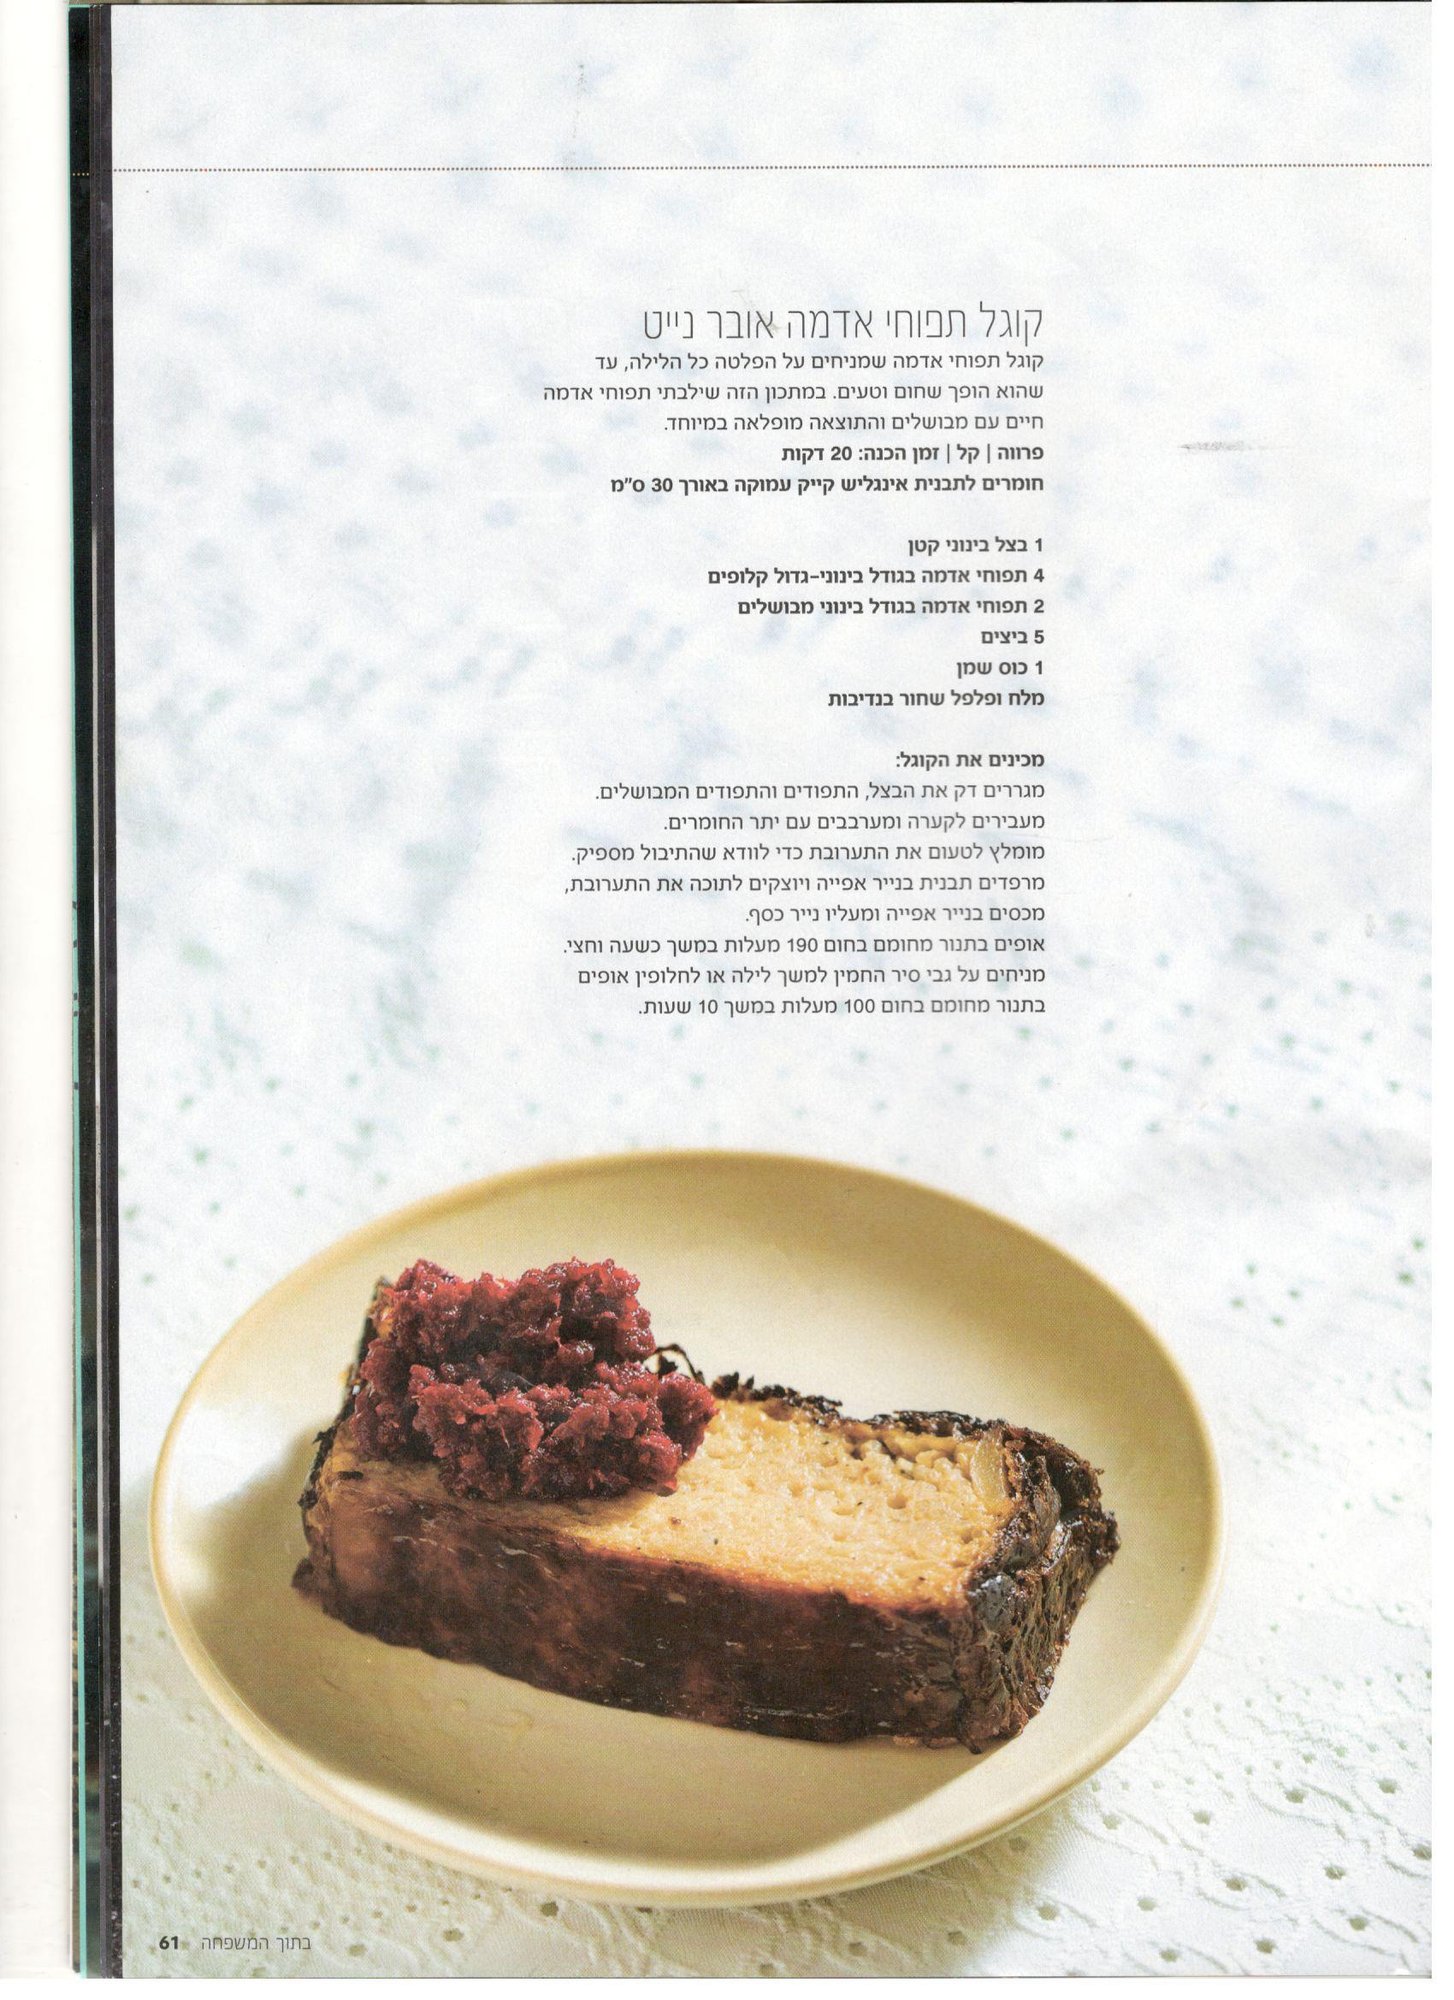 קוגל תפוחי אדמה אובר נייט
קוגל תפוחי אדמה שמניחים על הפלטה כל הלילה, עד
שהוא הופך שחום וטעים. במתכון הזה שילבתי תפוחי אדמה
חיים עם מבושלים והתוצאה מופלאה במיוחד.
פרווה | קל | זמן הכנה: 20 דקות
חומרים לתבנית אינגליש קייק עמוקה באורך 30 ס"מ
1 בצל בינוני קטן
4 תפוחי אדמה בגודל בינוני-גדול קלופים
2 תפוחי אדמה בגודל בינוני מבושלים
5 ביצים
1 כוס שמן
מלח ופלפל שחור בנדיבות
מכינים את הקוגל:
מגררים דק את הבצל, התפודים והתפודים המבושלים.
מעבירים לקערה ומערבבים עם יתר החומרים.
מומלץ לטעום את התערובת כדי לוודא שהתיבול מספיק.
מרפדים תבנית בנייר אפייה ויוצקים לתוכה את התערובת,
מכסים בנייר אפייה ומעליו נייר כסף.
אופים בתנור מחומם בחום 190 מעלות במשך כשעה וחצי.
מניחים על גבי סיר החמין למשך לילה או לחלופין אופים
בתנור מחומם בחום 100 מעלות במשך 10 שעות.
בתוך המשפחה 61